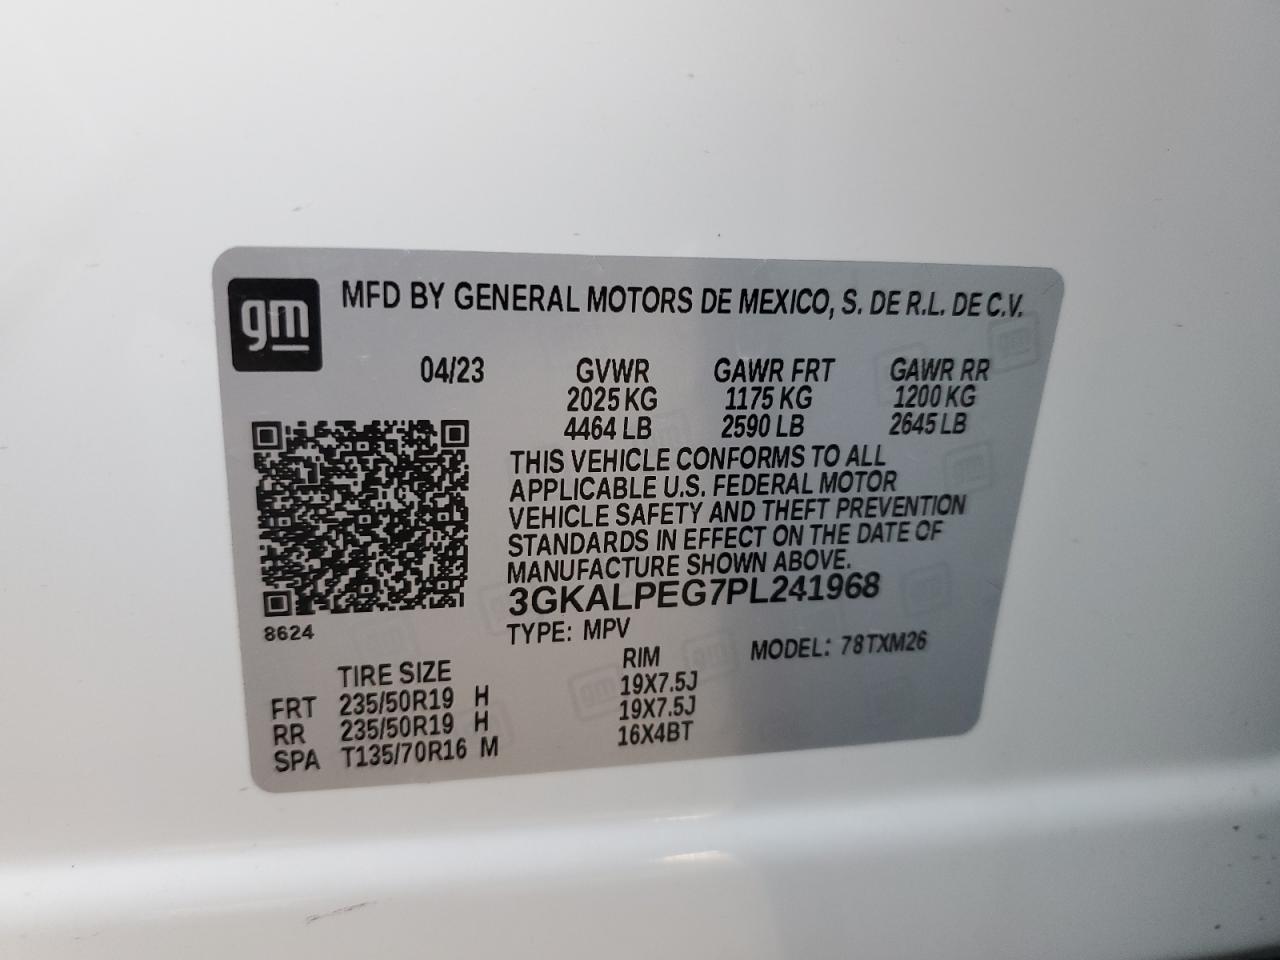 gm
MFD BY GENERAL MOTORS DE MEXICO, S. DE R.L. DE C.V.
04/23 GVWR GAWR FRT GAWR RR
2025 KG 1175 KG 1200 KG
4464 LB 2590 LB 2645 LB
THIS VEHICLE CONFORMS TO ALL
APPLICABLE U.S. FEDERAL MOTOR
VEHICLE SAFETY AND THEFT PREVENTION
STANDARDS IN EFFECT ON THE DATE OF
MANUFACTURE SHOWN ABOVE.
3GKALPEG7PL241968
8624
TYPE: MPV MODEL: 78TXM26
TIRE SIZE RIM
FRT 235/50R19 H 19X7.5J
RR 235/50R19 H 19X7.5J
SPA T135/70R16 M 16X4BT